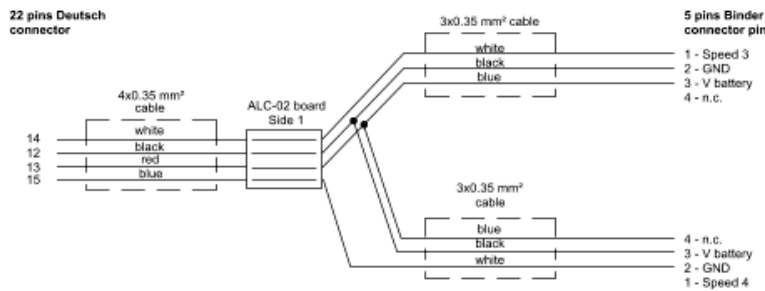 22 pins Deutsch
connector
4x0.35 mm²
cable
white
black
red
blue
14
12
13
15
ALC-02 board
Side 1
3x0.35 mm² cable
white
black
blue
5 pins Binder
connector pin
1 - Speed 3
2 - GND
3 - V battery
4 - n.c.
3x0.35 mm²
cable
blue
black
white
4 - n.c.
3 - V battery
2 - GND
1 - Speed 4